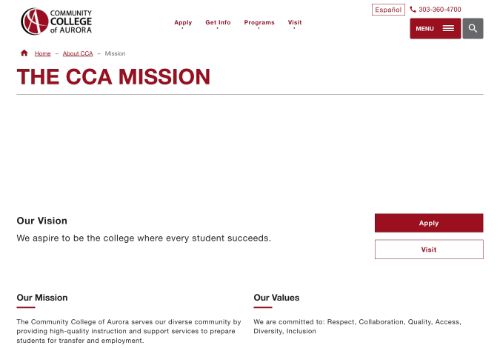 COMMUNITY
COLLEGE
of AURORA
Español
303-360-4700
Apply
Get Info
Programs
Visit
MENU
Home – About CCA – Mission
THE CCA MISSION
Our Vision
We aspire to be the college where every student succeeds.
Apply
Visit
Our Mission
The Community College of Aurora serves our diverse community by
providing high-quality instruction and support services to prepare
students for transfer and employment.
Our Values
We are committed to: Respect, Collaboration, Quality, Access,
Diversity, Inclusion